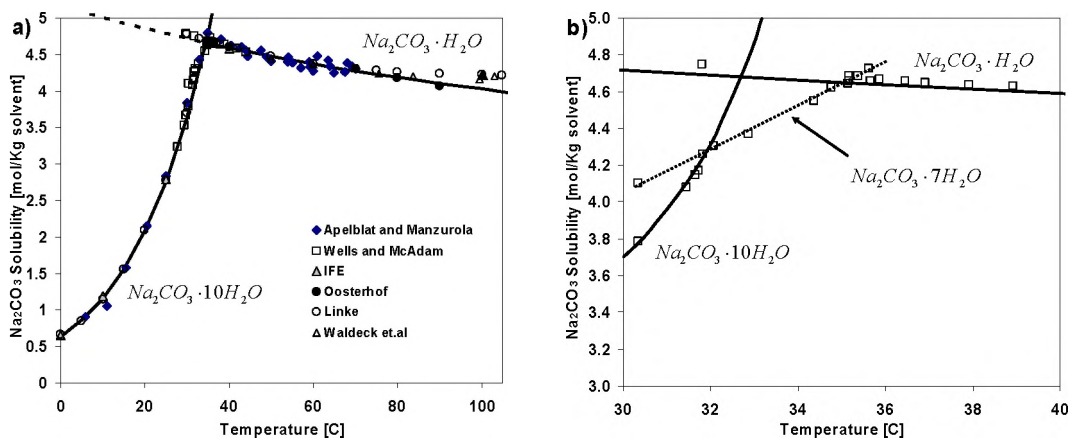 a)
Na₂CO₃ Solubility [mol/Kg solvent]
5
4.5
4
3.5
3
2.5
2
1.5
1
0.5
0
0
20
40
60
80
100
Temperature [C]
Na₂CO₃·H₂O
Na₂CO₃·10H₂O
Apelblat and Manzurola
Wells and McAdam
IFE
Oosterhof
Linke
Waldeck et.al
b)
Na₂CO₃ Solubility [mol/Kg solvent]
5.0
4.8
4.6
4.4
4.2
4.0
3.8
3.6
3.4
3.2
3.0
30
32
34
36
38
40
Temperature [C]
Na₂CO₃·H₂O
Na₂CO₃·7H₂O
Na₂CO₃·10H₂O